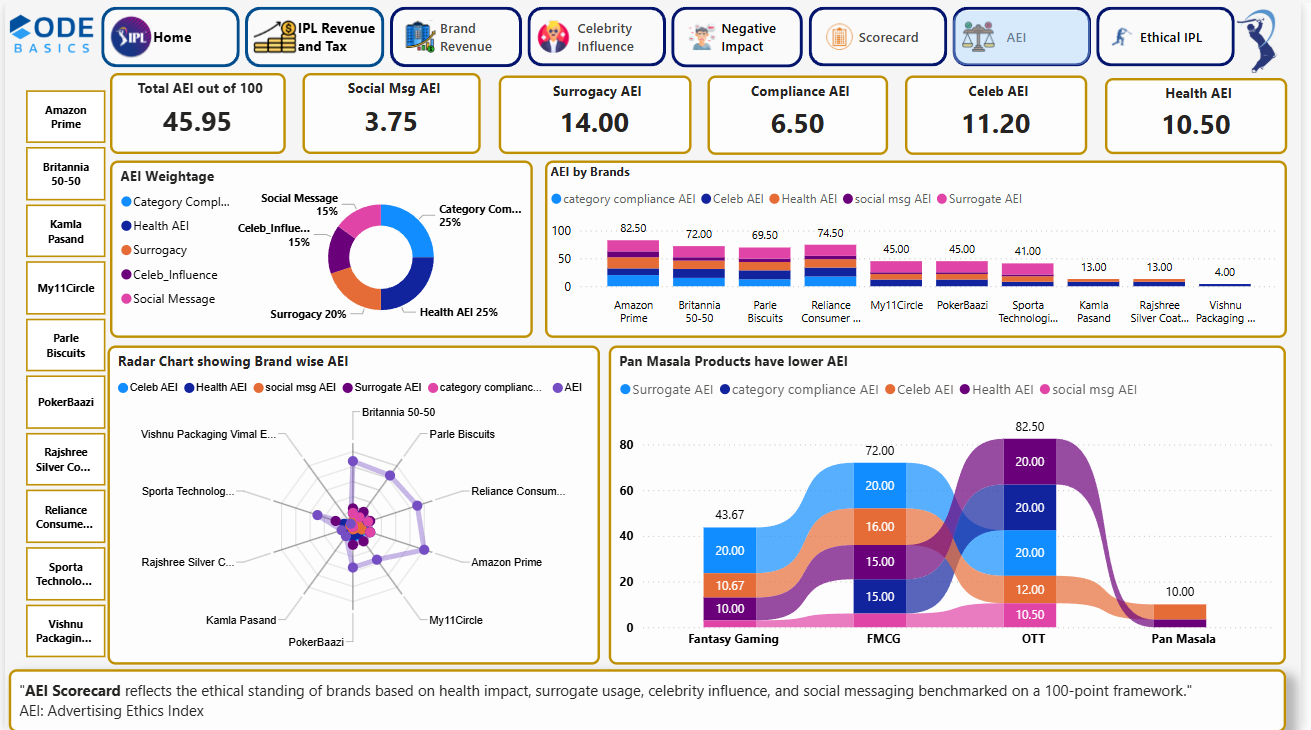 CODE
BASICS
IPL
Home
IPL Revenue
and Tax
Brand
Revenue
Celebrity
Influence
Negative
Impact
Scorecard
AEI
Ethical IPL
Total AEI out of 100
45.95
Social Msg AEI
3.75
Surrogacy AEI
14.00
Compliance AEI
6.50
Celeb AEI
11.20
Health AEI
10.50
Amazon
Prime
Britannia
50-50
Kamla
Pasand
My11Circle
Parle
Biscuits
PokerBaazi
Rajshree
Silver Co...
Reliance
Consume...
Sporta
Technolo...
Vishnu
Packagin...
AEI Weightage
Category Compl...
Health AEI
Surrogacy
Celeb_Influence
Social Message
Social Message
15%
Category Com...
25%
Celeb_Influe...
15%
Surrogacy 20%
Health AEI 25%
AEI by Brands
category compliance AEI
Celeb AEI
Health AEI
social msg AEI
Surrogate AEI
100
50
0
82.50
72.00
69.50
74.50
45.00
45.00
41.00
13.00
13.00
4.00
Amazon
Prime
Britannia
50-50
Parle
Biscuits
Reliance
Consumer ...
My11Circle
PokerBaazi
Sporta
Technologi...
Kamla
Pasand
Rajshree
Silver Coat...
Vishnu
Packaging ...
Radar Chart showing Brand wise AEI
Celeb AEI
Health AEI
social msg AEI
Surrogate AEI
category complianc...
AEI
Britannia 50-50
Vishnu Packaging Vimal E...
Parle Biscuits
Sporta Technolog...
Reliance Consum...
Rajshree Silver C...
Amazon Prime
Kamla Pasand
My11Circle
PokerBaazi
Pan Masala Products have lower AEI
Surrogate AEI
category compliance AEI
Celeb AEI
Health AEI
social msg AEI
80
60
40
20
0
43.67
20.00
10.67
10.00
72.00
20.00
16.00
15.00
15.00
82.50
20.00
20.00
20.00
12.00
10.50
10.00
Fantasy Gaming
FMCG
OTT
Pan Masala
"AEI Scorecard reflects the ethical standing of brands based on health impact, surrogate usage, celebrity influence, and social messaging benchmarked on a 100-point framework."
AEI: Advertising Ethics Index